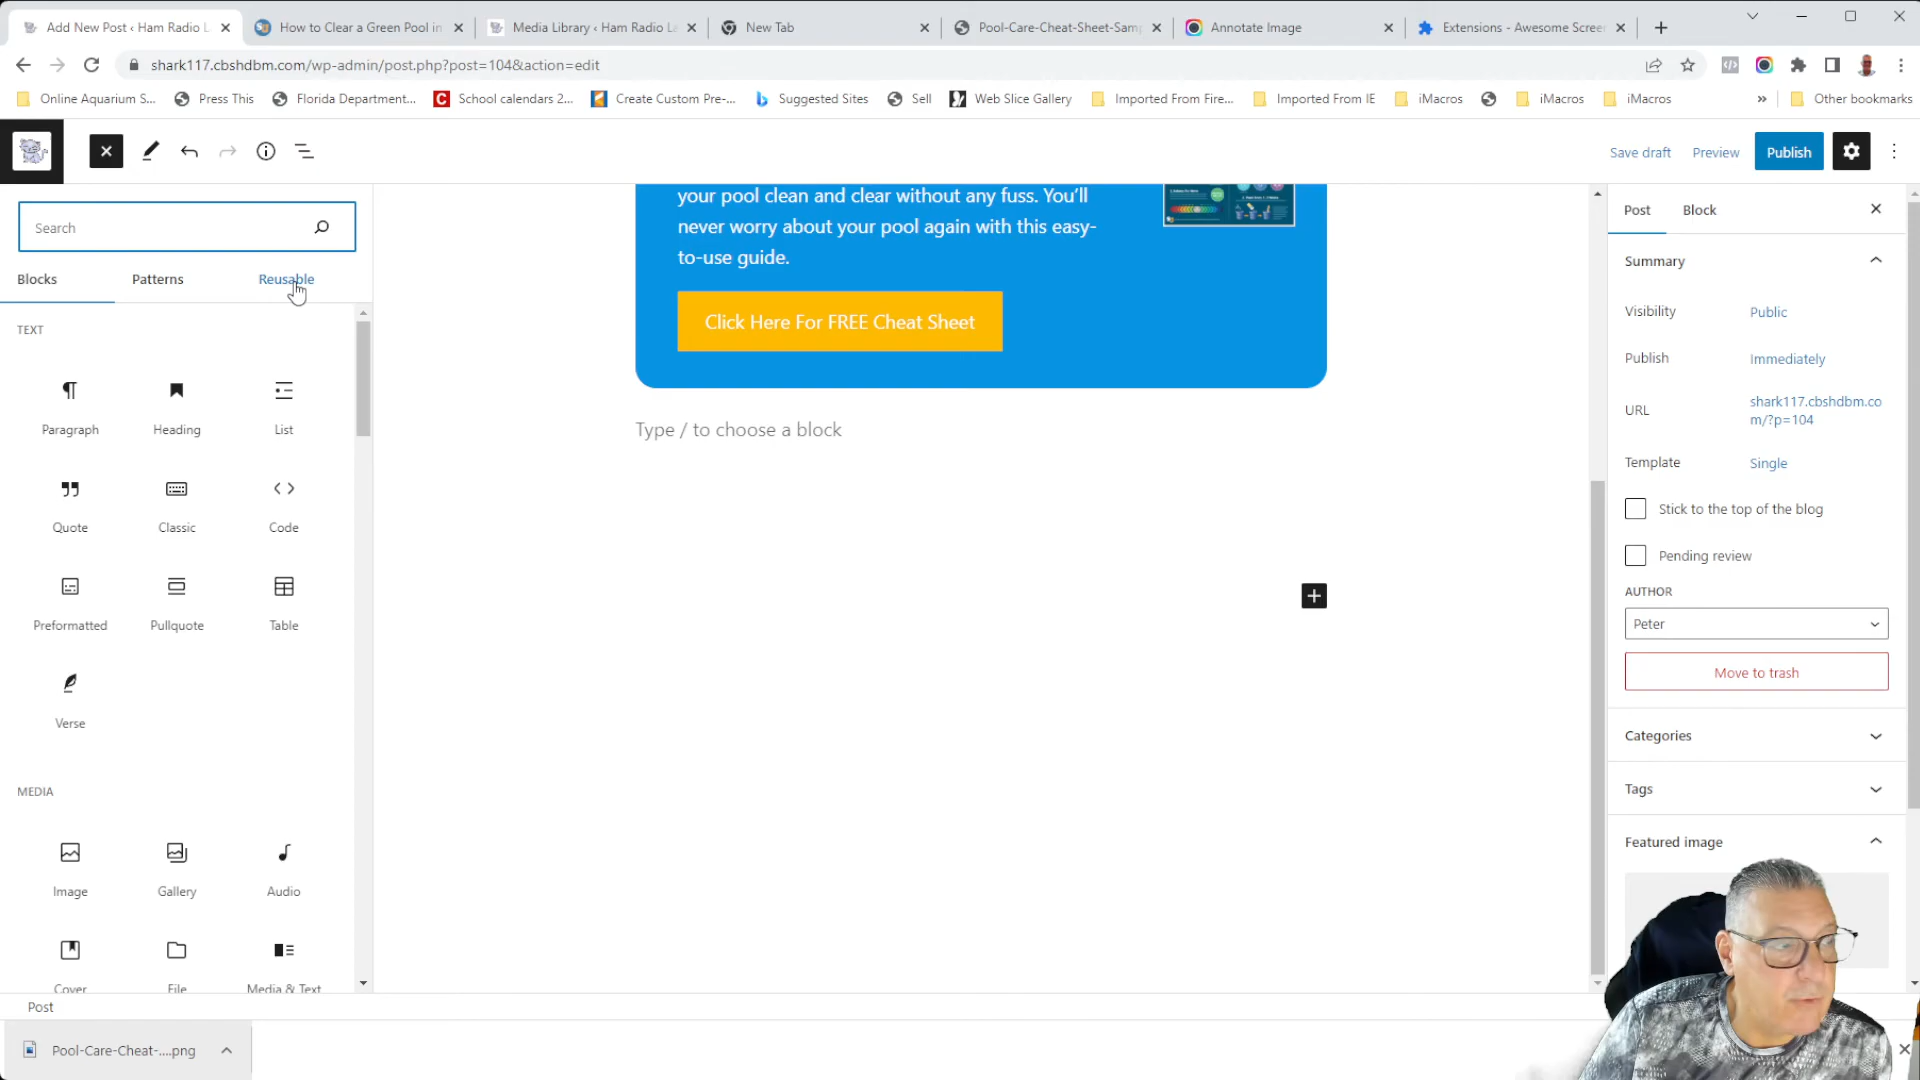 Add New Post ‹ Ham Radio L
How to Clear a Green Pool in
Media Library ‹ Ham Radio La
New Tab
Pool-Care-Cheat-Sheet-Samp
Annotate Image
Extensions - Awesome Screen
shark117.cbshdbm.com/wp-admin/post.php?post=104&action=edit
Online Aquarium S...
Press This
Florida Department...
School calendars 2...
Create Custom Pre-...
Suggested Sites
Sell
Web Slice Gallery
Imported From Fire...
Imported From IE
iMacros
iMacros
iMacros
»
Other bookmarks
Save draft
Preview
Publish
Search
Blocks
Patterns
Reusable
TEXT
Paragraph
Heading
List
Quote
Classic
Code
Preformatted
Pullquote
Table
Verse
MEDIA
Image
Gallery
Audio
Cover
File
Media & Text
your pool clean and clear without any fuss. You'll
never worry about your pool again with this easy-
to-use guide.
Click Here For FREE Cheat Sheet
Type / to choose a block
Post
Block
Summary
Visibility
Public
Publish
Immediately
URL
shark117.cbshdbm.co
m/?p=104
Template
Single
Stick to the top of the blog
Pending review
AUTHOR
Peter
Move to trash
Categories
Tags
Featured image
Post
Pool-Care-Cheat-....png